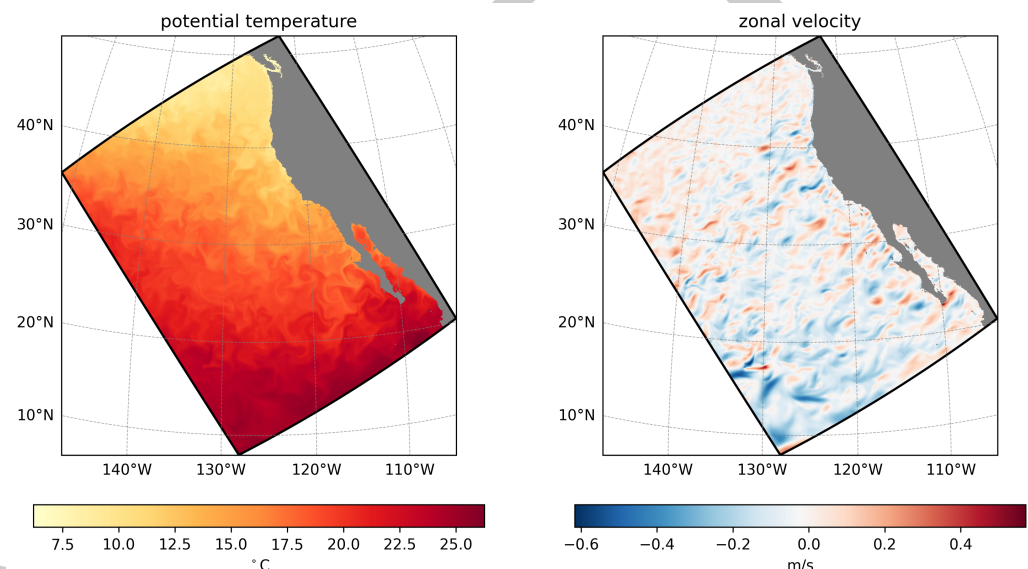 potential temperature
zonal velocity
40°N
30°N
20°N
10°N
140°W 130°W 120°W 110°W
40°N
30°N
20°N
10°N
140°W 130°W 120°W 110°W
7.5 10.0 12.5 15.0 17.5 20.0 22.5 25.0
°C
−0.6 −0.4 −0.2 0.0 0.2 0.4
m/s